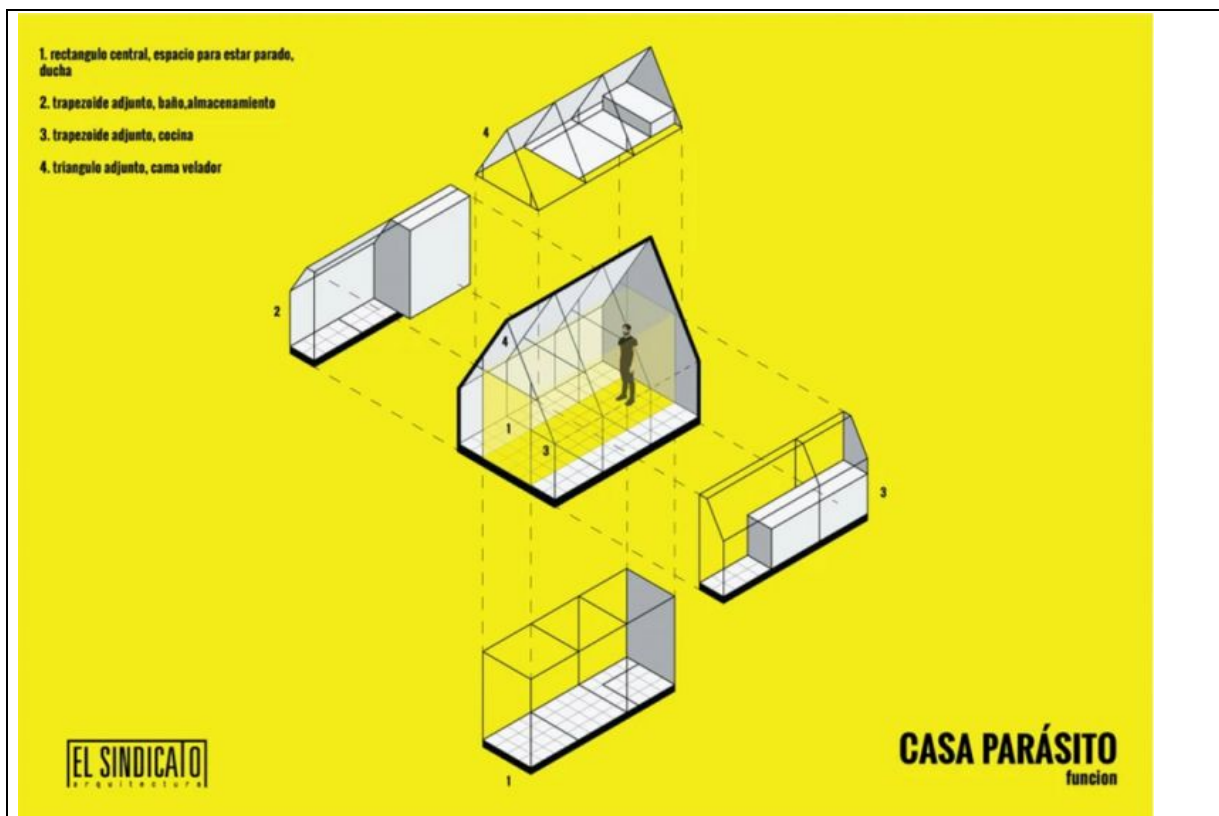 1. rectangulo central, espacio para estar parado,
ducha
2. trapezoide adjunto, baño,almacenamiento
3. trapezoide adjunto, cocina
4. triangulo adjunto, cama velador
4
2
4
1
3
3
1
EL SINDICATO
arquitectura
CASA PARÁSITO
funcion